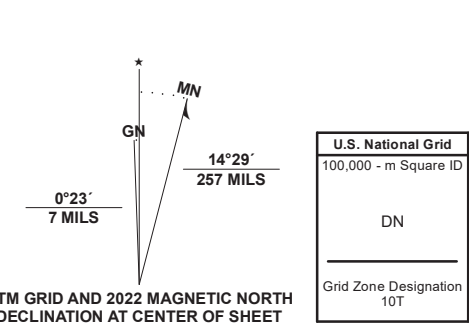 ★
MN
GN
14°29´
257 MILS
0°23´
7 MILS
TM GRID AND 2022 MAGNETIC NORTH
DECLINATION AT CENTER OF SHEET
U.S. National Grid
100,000 - m Square ID
DN
Grid Zone Designation
10T